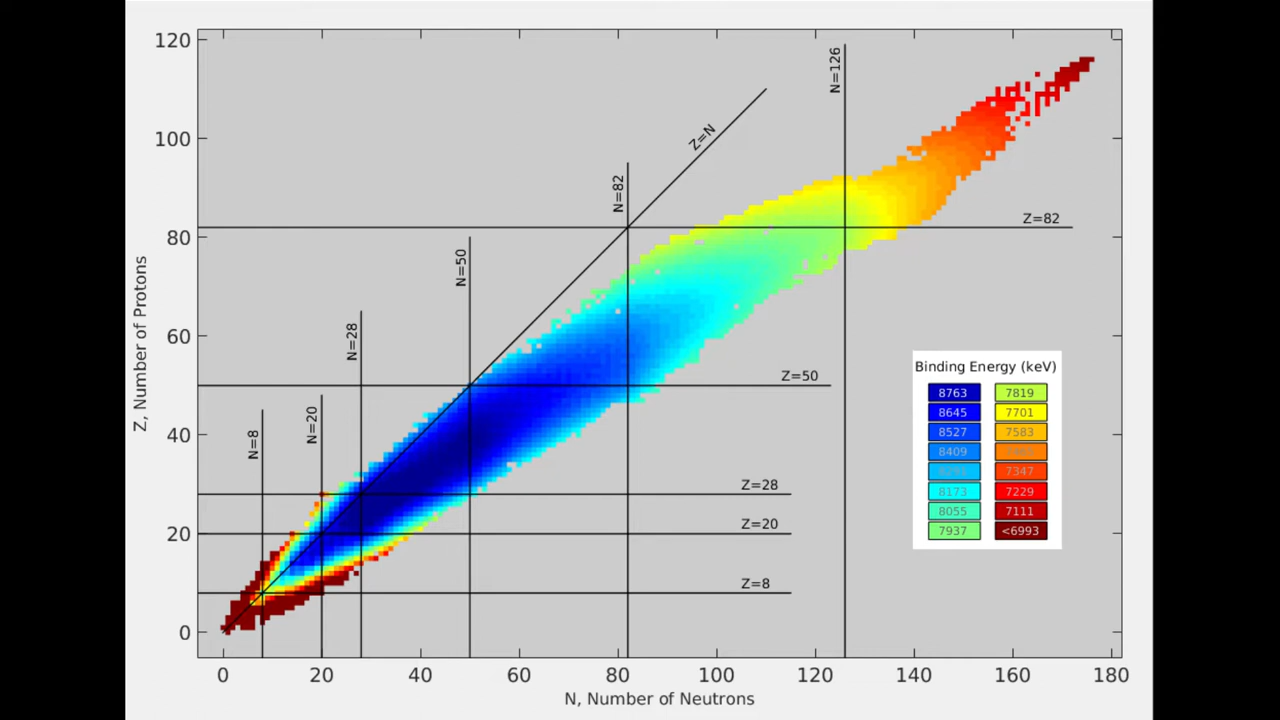 120
100
80
60
40
20
0
Z, Number of Protons
N=8
N=20
N=28
N=50
N=82
Z=N
N=126
Z=82
Z=50
Z=28
Z=20
Z=8
Binding Energy (keV)
8763 7819
8645 7701
8527 7583
8409
7347
8173 7229
8055 7111
7937 <6993
0 20 40 60 80 100 120 140 160 180
N, Number of Neutrons